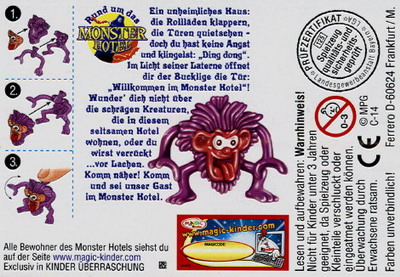 1.
2.
3.
Rund um das
MONSTER
HOTEL
Ein unheimliches Haus:
die Rollläden klappern,
die Türen quietschen -
doch du hast keine Angst
und klingelst: „Ding dong".
Im Licht seiner Laterne öffnet
dir der Bucklige die Tür:
„Willkommen im Monster Hotel"!
Wunder' dich nicht über
die schrägen Kreaturen,
die in diesem
seltsamen Hotel
wohnen, oder du
wirst verrückt
...vor Lachen.
Komm näher! Komm
und sei unser Gast
im Monster Hotel.
Alle Bewohner des Monster Hotels siehst du
auf der Seite www.magic-kinder.com
Exclusiv in KINDER ÜBERRASCHUNG
www.magic-kinder.com
MAGICODE:
PRÜFZERTIFIKAT
LGA
Spielzeug
Qualitäts- und
sicherheits-
geprüft
Landesgewerbeanstalt Bayern
0-3
CE
© MPG
C-14
Ferrero D-60624 Frankfurt / M.
Lesen und aufbewahren: Warnhinweis!
Nicht für Kinder unter 3 Jahren
geeignet, da Spielzeug oder
Kleinteile verschluckt oder
eingeatmet werden können.
Überwachung durch
Erwachsene ratsam.
Farben unverbindlich!